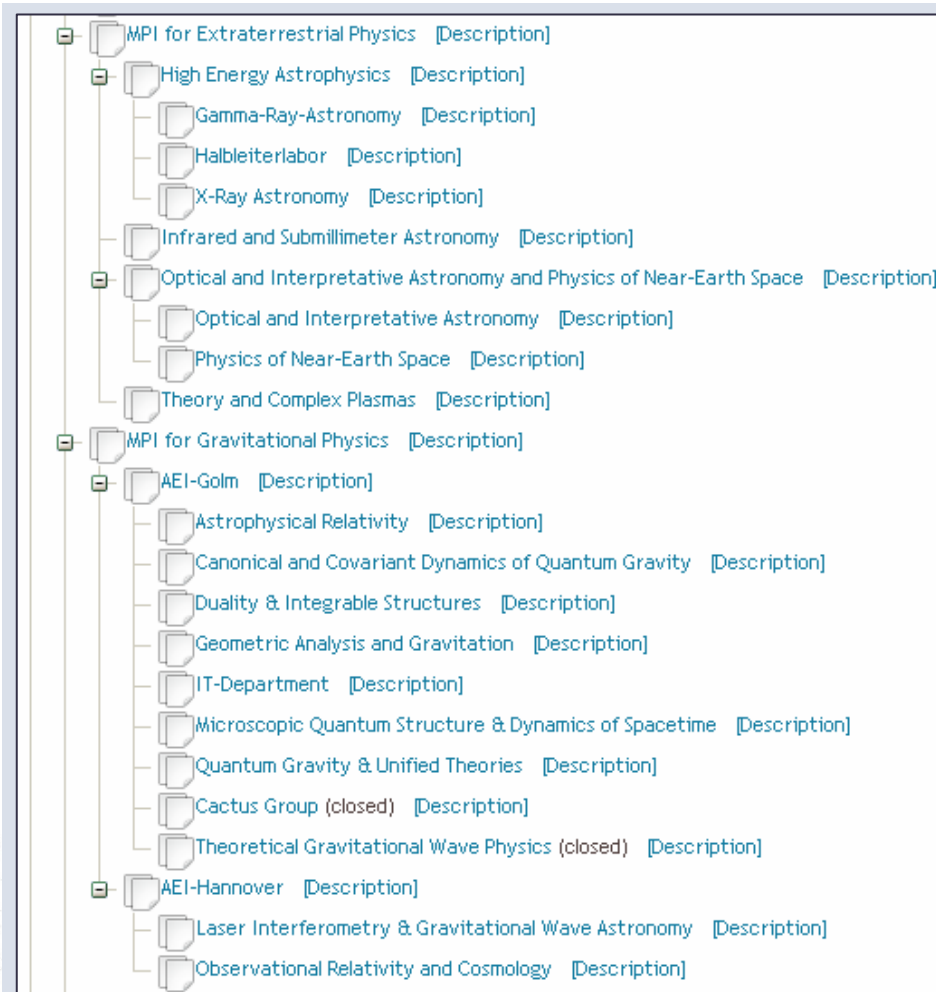 MPI for Extraterrestrial Physics [Description]
High Energy Astrophysics [Description]
Gamma-Ray-Astronomy [Description]
Halbleiterlabor [Description]
X-Ray Astronomy [Description]
Infrared and Submillimeter Astronomy [Description]
Optical and Interpretative Astronomy and Physics of Near-Earth Space [Description]
Optical and Interpretative Astronomy [Description]
Physics of Near-Earth Space [Description]
Theory and Complex Plasmas [Description]
MPI for Gravitational Physics [Description]
AEI-Golm [Description]
Astrophysical Relativity [Description]
Canonical and Covariant Dynamics of Quantum Gravity [Description]
Duality & Integrable Structures [Description]
Geometric Analysis and Gravitation [Description]
IT-Department [Description]
Microscopic Quantum Structure & Dynamics of Spacetime [Description]
Quantum Gravity & Unified Theories [Description]
Cactus Group (closed) [Description]
Theoretical Gravitational Wave Physics (closed) [Description]
AEI-Hannover [Description]
Laser Interferometry & Gravitational Wave Astronomy [Description]
Observational Relativity and Cosmology [Description]